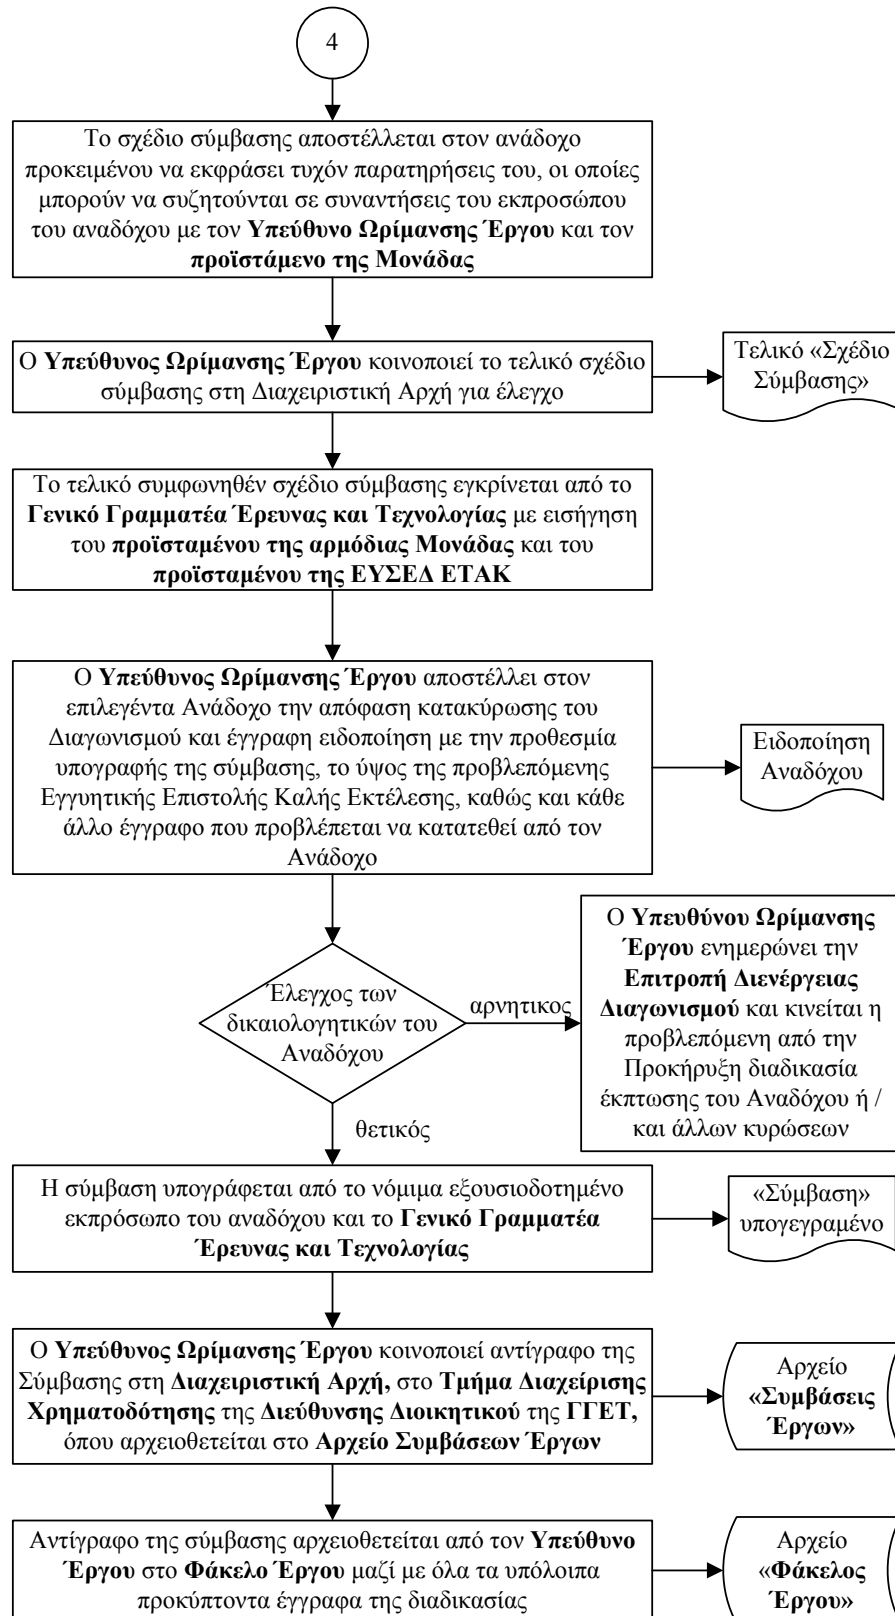 4
Το σχέδιο σύμβασης αποστέλλεται στον ανάδοχο
προκειμένου να εκφράσει τυχόν παρατηρήσεις του, οι οποίες
μπορούν να συζητούνται σε συναντήσεις του εκπροσώπου
του αναδόχου με τον Υπεύθυνο Ωρίμανσης Έργου και τον
προϊστάμενο της Μονάδας
Ο Υπεύθυνος Ωρίμανσης Έργου κοινοποιεί το τελικό σχέδιο
σύμβασης στη Διαχειριστική Αρχή για έλεγχο
Τελικό «Σχέδιο
Σύμβασης»
Το τελικό συμφωνηθέν σχέδιο σύμβασης εγκρίνεται από το
Γενικό Γραμματέα Έρευνας και Τεχνολογίας με εισήγηση
του προϊσταμένου της αρμόδιας Μονάδας και του
προϊσταμένου της ΕΥΣΕΔ ΕΤΑΚ
Ο Υπεύθυνος Ωρίμανσης Έργου αποστέλλει στον
επιλεγέντα Ανάδοχο την απόφαση κατακύρωσης του
Διαγωνισμού και έγγραφη ειδοποίηση με την προθεσμία
υπογραφής της σύμβασης, το ύψος της προβλεπόμενης
Εγγυητικής Επιστολής Καλής Εκτέλεσης, καθώς και κάθε
άλλο έγγραφο που προβλέπεται να κατατεθεί από τον
Ανάδοχο
Ειδοποίηση
Αναδόχου
Έλεγχος των
δικαιολογητικών του
Αναδόχου
αρνητικος
Ο Υπευθύνου Ωρίμανσης
Έργου ενημερώνει την
Επιτροπή Διενέργειας
Διαγωνισμού και κινείται η
προβλεπόμενη από την
Προκήρυξη διαδικασία
έκπτωσης του Αναδόχου ή /
και άλλων κυρώσεων
θετικός
Η σύμβαση υπογράφεται από το νόμιμα εξουσιοδοτημένο
εκπρόσωπο του αναδόχου και το Γενικό Γραμματέα
Έρευνας και Τεχνολογίας
«Σύμβαση»
υπογεγραμένο
Ο Υπεύθυνος Ωρίμανσης Έργου κοινοποιεί αντίγραφο της
Σύμβασης στη Διαχειριστική Αρχή, στο Τμήμα Διαχείρισης
Χρηματοδότησης της Διεύθυνσης Διοικητικού της ΓΓΕΤ,
όπου αρχειοθετείται στο Αρχείο Συμβάσεων Έργων
Αρχείο
«Συμβάσεις
Έργων»
Αντίγραφο της σύμβασης αρχειοθετείται από τον Υπεύθυνο
Έργου στο Φάκελο Έργου μαζί με όλα τα υπόλοιπα
προκύπτοντα έγγραφα της διαδικασίας
Αρχείο
«Φάκελος
Έργου»